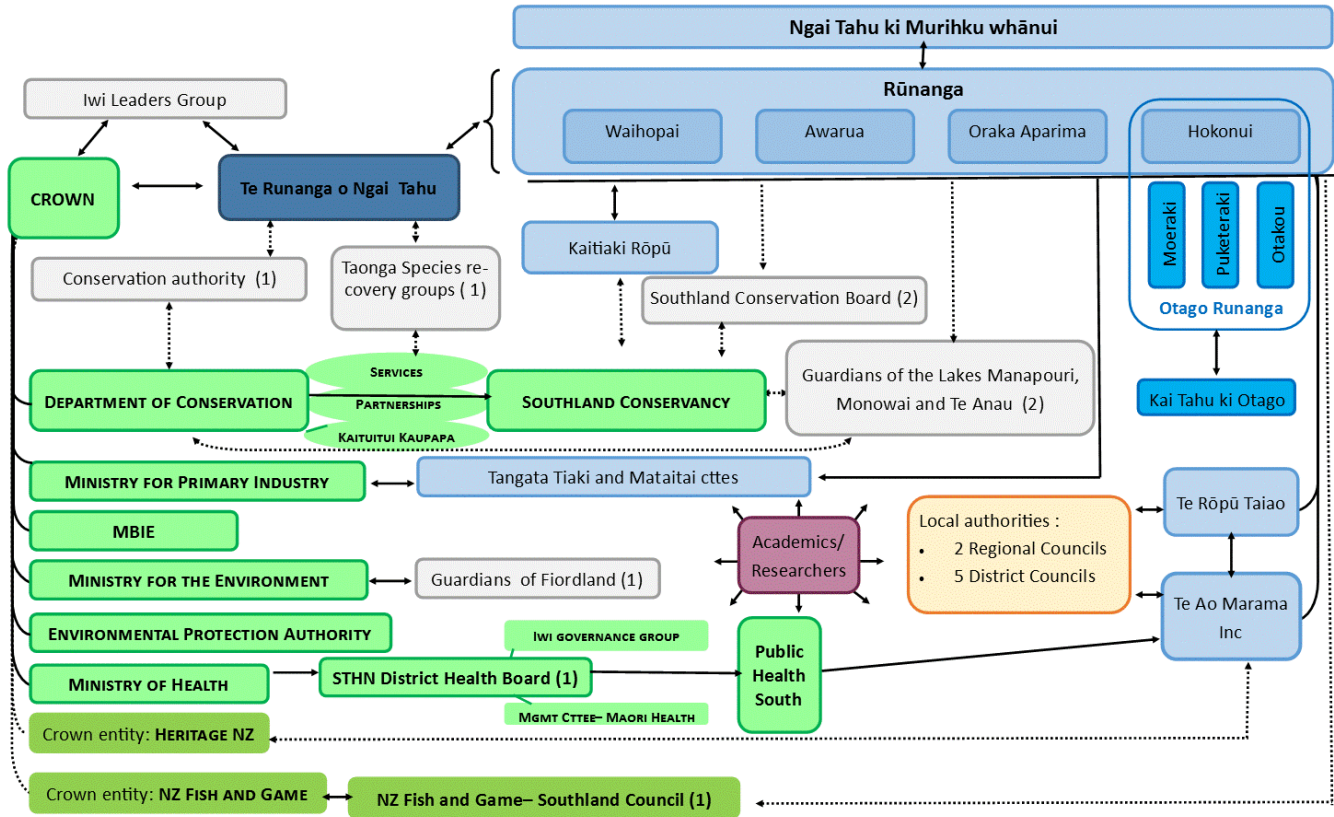 Ngai Tahu ki Murihku whānui
Rūnanga
Iwi Leaders Group
Waihopai
Awarua
Oraka Aparima
Hokonui
CROWN
Te Runanga o Ngai Tahu
Moeraki
Puketeraki
Otakou
Otago Runanga
Kaitiaki Rōpū
Conservation authority (1)
Taonga Species re-
covery groups ( 1)
Southland Conservation Board (2)
Services
Department of Conservation
Partnerships
Southland Conservancy
Kaituitui Kaupapa
Guardians of the Lakes Manapouri,
Monowai and Te Anau (2)
Kai Tahu ki Otago
Ministry for Primary Industry
Tangata Tiaki and Mataitai cttes
Te Rōpū Taiao
MBIE
Academics/
Researchers
Local authorities :
• 2 Regional Councils
• 5 District Councils
Ministry for the Environment
Guardians of Fiordland (1)
Te Ao Marama
Inc
Environmental Protection Authority
Iwi governance group
Ministry of Health
STHN District Health Board (1)
Mgmt Cttee– Maori Health
Public
Health
South
Crown entity: Heritage NZ
Crown entity: NZ Fish and Game
NZ Fish and Game– Southland Council (1)